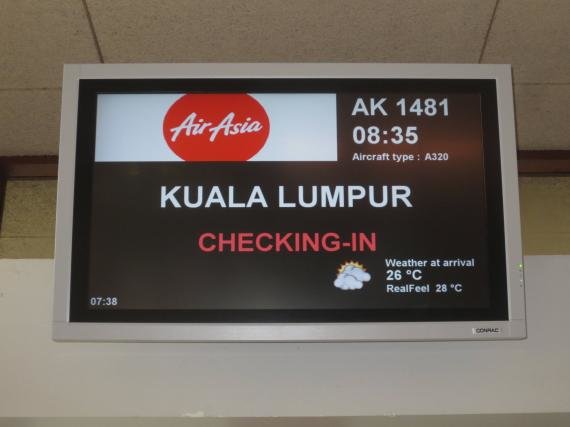 AirAsia
AK 1481
08:35
Aircraft type : A320
KUALA LUMPUR
CHECKING-IN
Weather at arrival
26 °C
RealFeel 28 °C
07:38
CONRAC